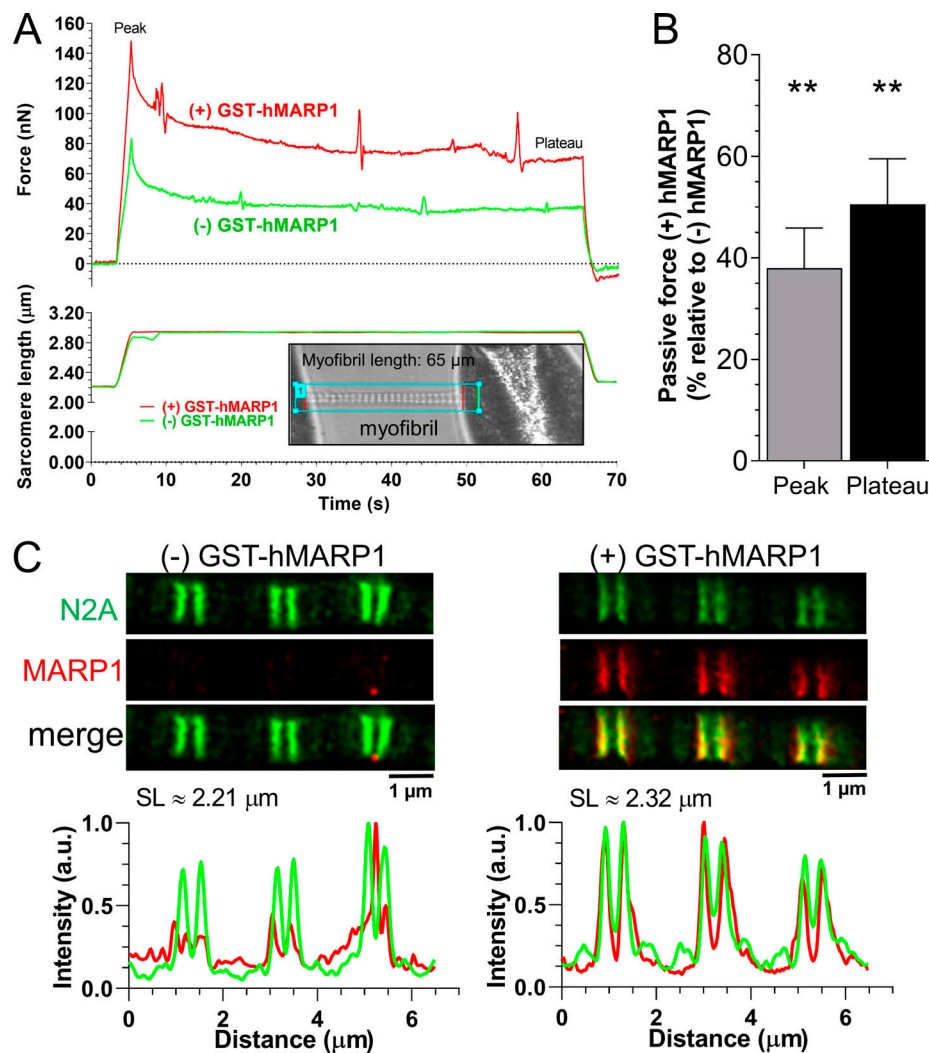 A
160
140
120
100
80
60
40
20
0
Force (nN)
Peak
(+) GST-hMARP1
Plateau
(-) GST-hMARP1
3.20
2.80
2.40
2.00
2.00
0.00
Sarcomere length (μm)
(+) GST-hMARP1
(-) GST-hMARP1
Myofibril length: 65 μm
1
myofibril
0 10 20 30 40 50 60 70
Time (s)
B
Passive force (+) hMARP1
(% relative to (-) hMARP1)
80
60
40
20
0
** **
Peak Plateau
C
(-) GST-hMARP1
(+) GST-hMARP1
N2A
MARP1
merge
1 μm
1 μm
SL ≈ 2.21 μm
Intensity (a.u.)
1.0
0.5
0.0
0 2 4 6
Distance (μm)
SL ≈ 2.32 μm
Intensity (a.u.)
1.0
0.5
0.0
0 2 4 6
Distance (μm)